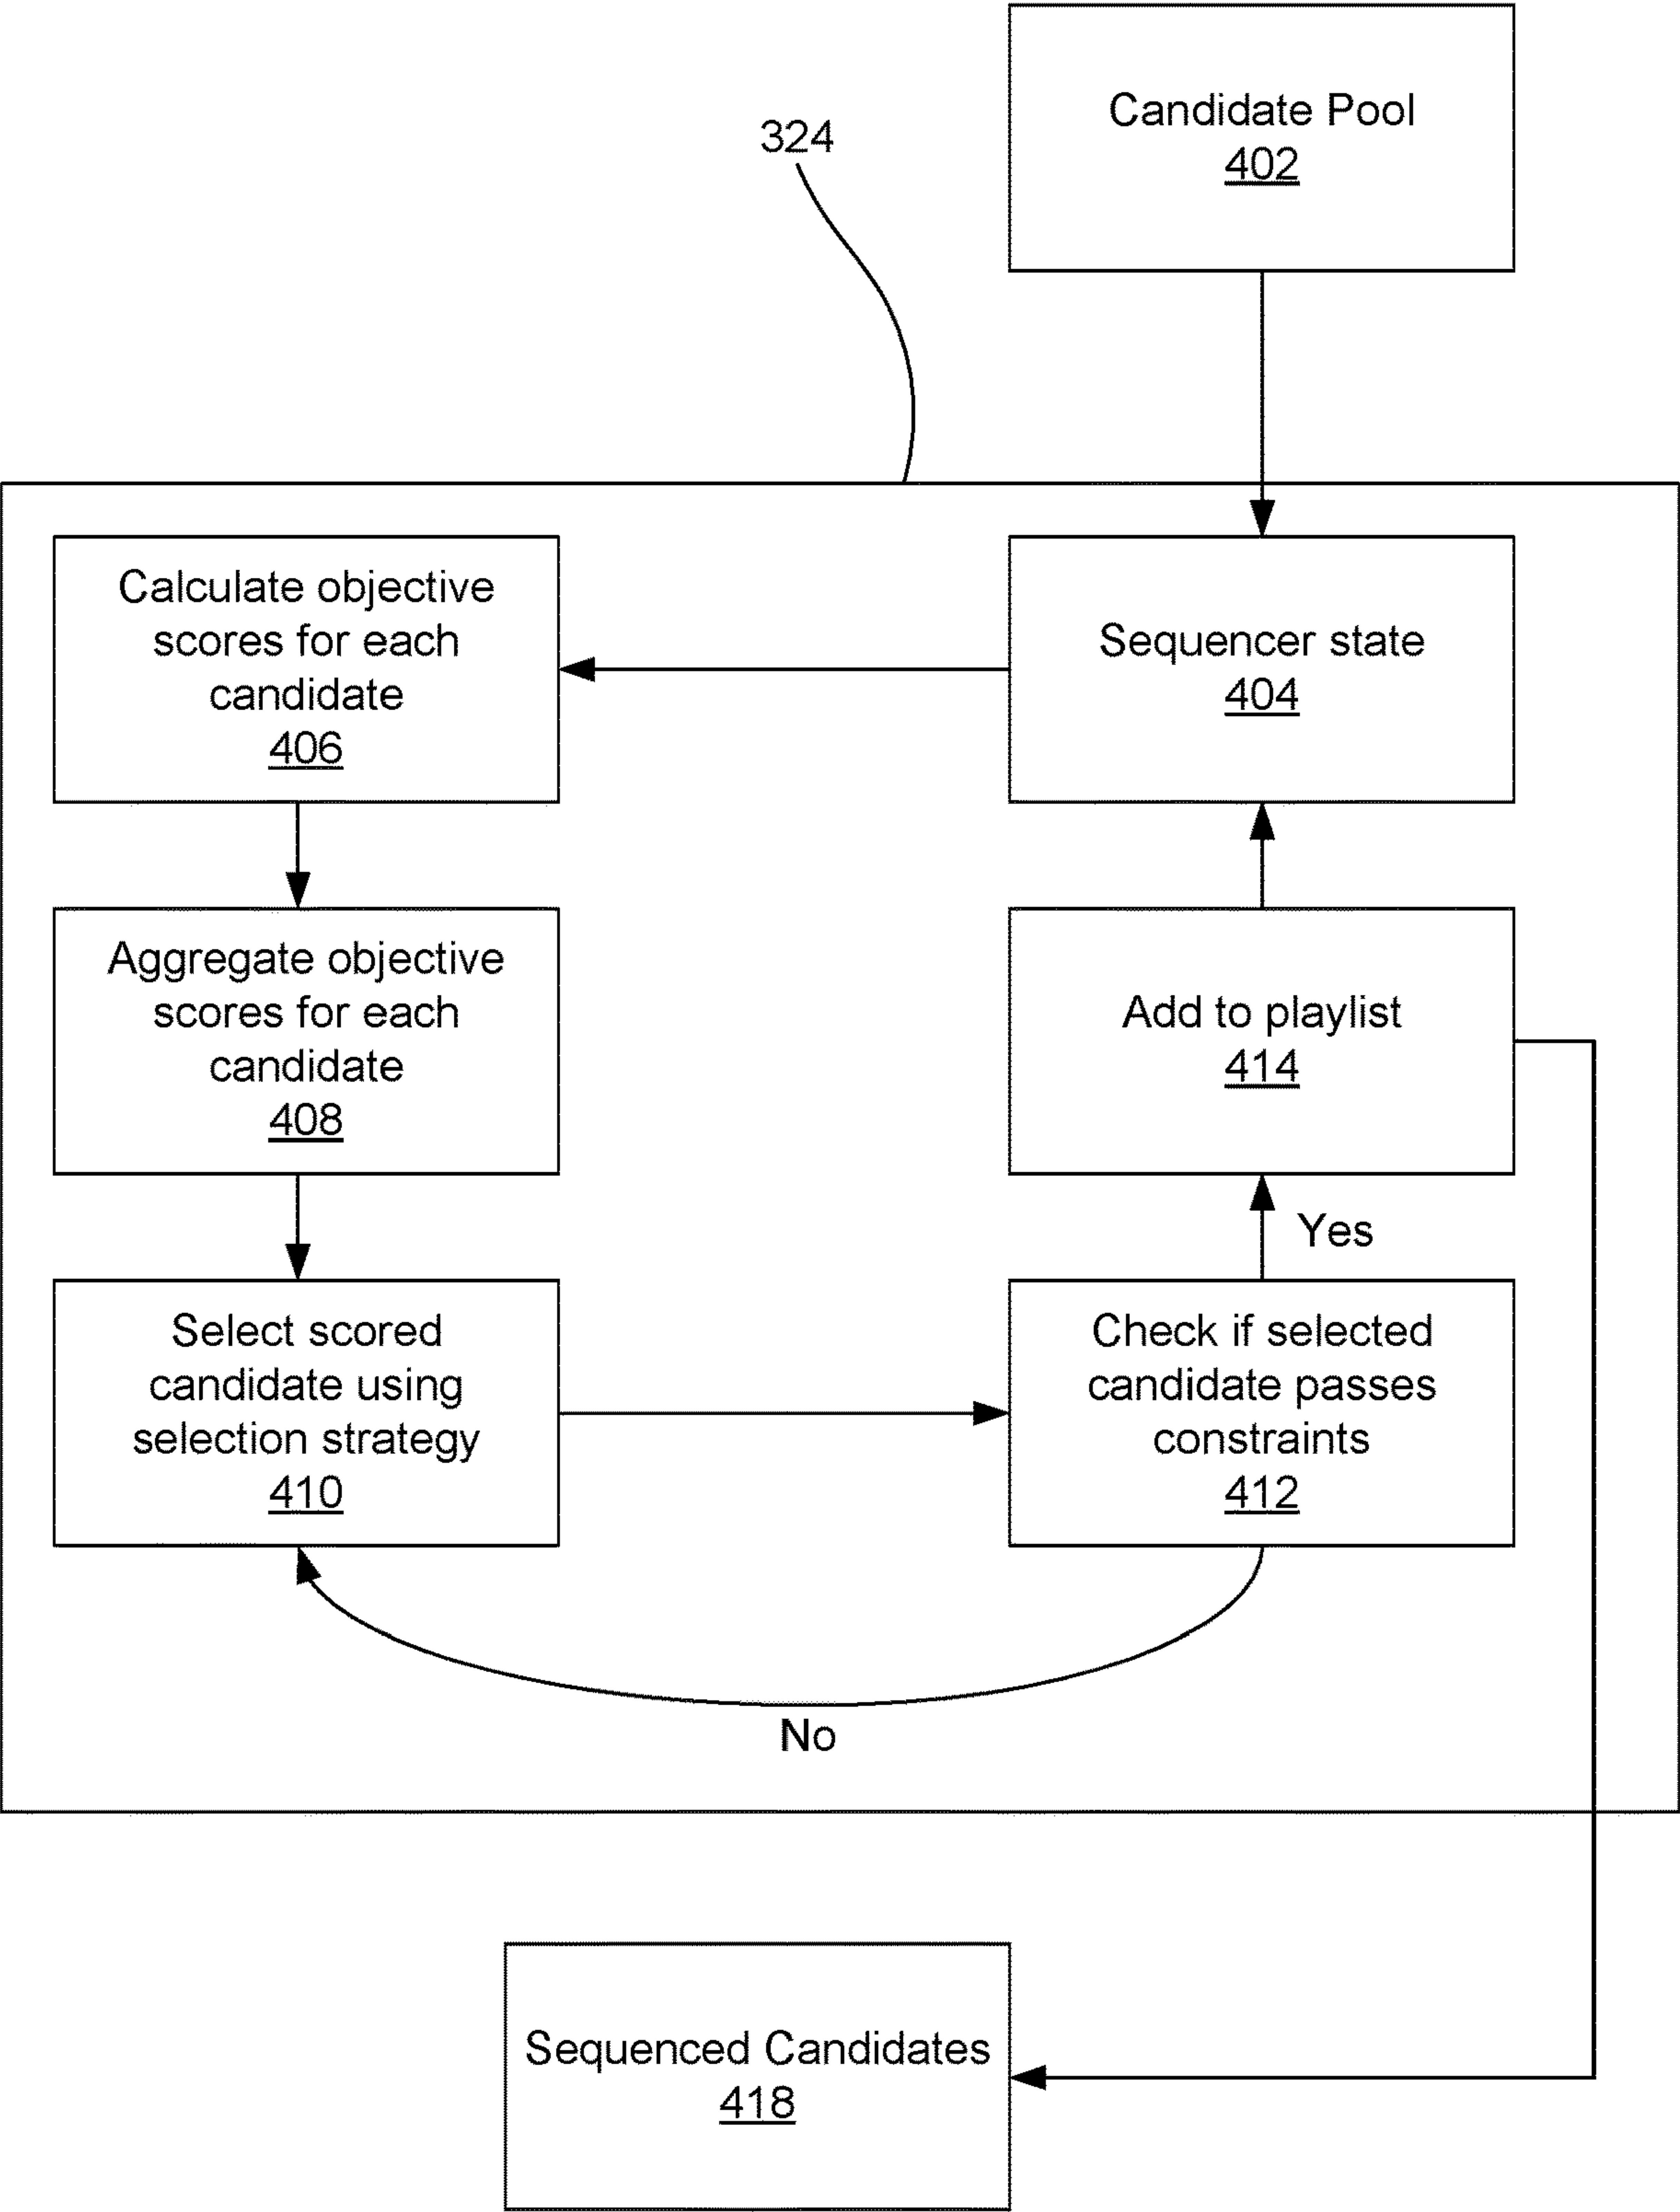 Candidate Pool
402
324
Calculate objective
scores for each
candidate
406
Sequencer state
404
Aggregate objective
scores for each
candidate
408
Add to playlist
414
Yes
Select scored
candidate using
selection strategy
410
Check if selected
candidate passes
constraints
412
No
Sequenced Candidates
418